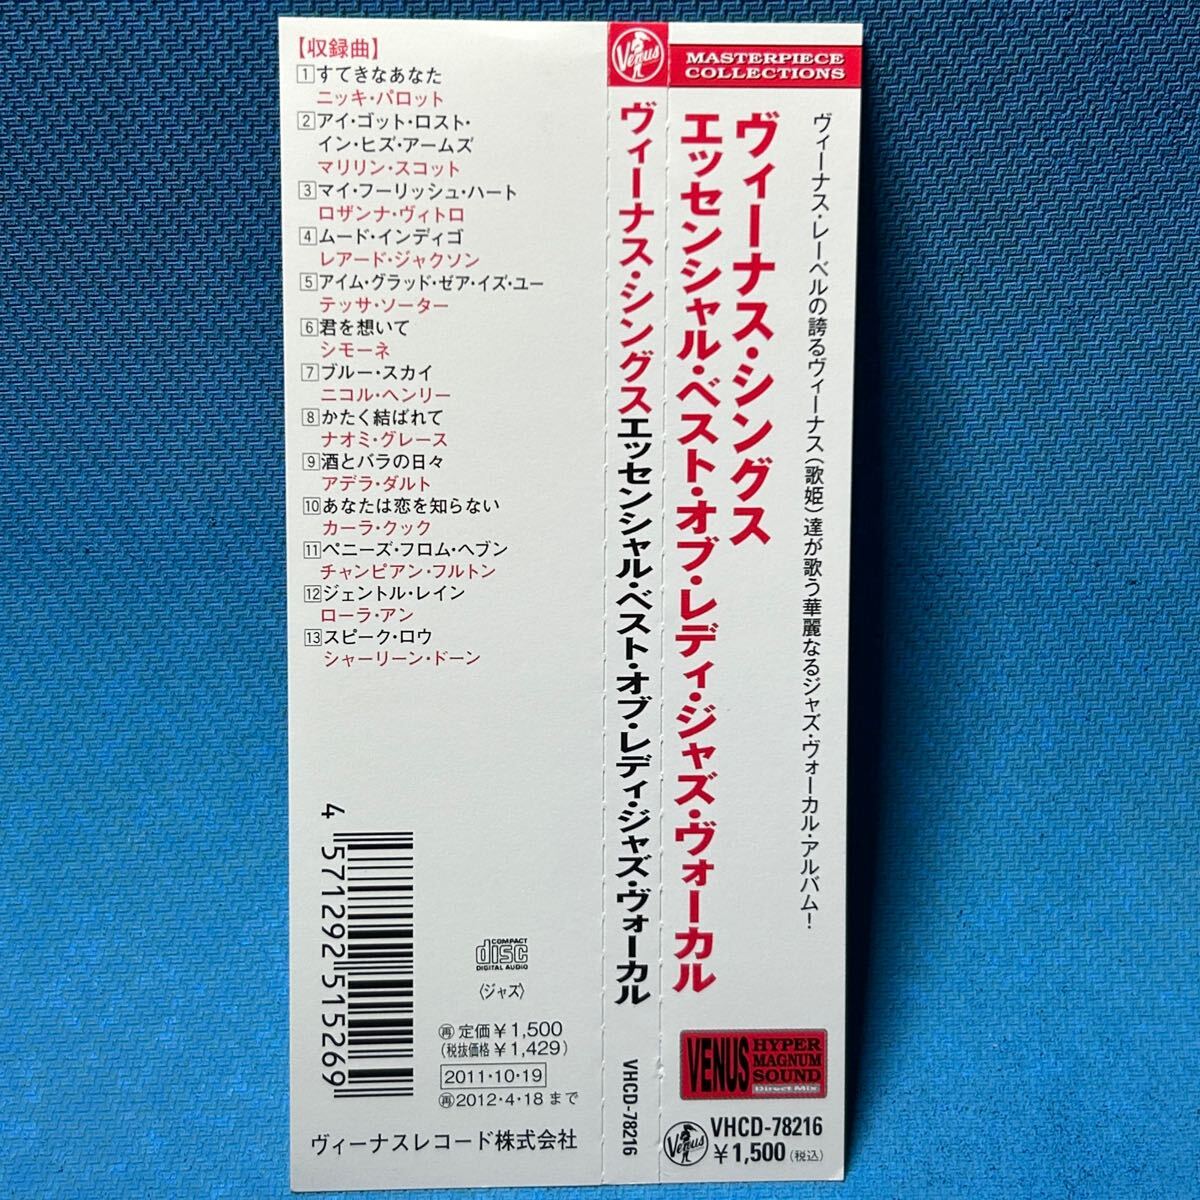 【収録曲】
1 すてきなあなた
ニッキ・パロット
2 アイ・ゴット・ロスト・
イン・ヒズ・アームズ
マリリン・スコット
3 マイ・フーリッシュ・ハート
ロザンナ・ヴィトロ
4 ムード・インディゴ
レアード・ジャクソン
5 アイム・グラッド・ゼア・イズ・ユー
テッサ・ソーター
6 君を想いて
シモーネ
7 ブルー・スカイ
ニコル・ヘンリー
8 かたく結ばれて
ナオミ・グレース
9 酒とバラの日々
アデラ・ダルト
10 あなたは恋を知らない
カーラ・クック
11 ペニーズ・フロム・ヘブン
チャンピアン・フルトン
12 ジェントル・レイン
ローラ・アン
13 スピーク・ロウ
シャーリーン・ドーン
4 571292 515269
COMPACT
disc
DIGITAL AUDIO
〈ジャズ〉
㊢ 定価￥1,500
(税抜価格￥1,429)
2011・10・19
再 2012・4・18 まで
ヴィーナスレコード株式会社
Venus
ヴィーナス・シングス エッセンシャル・ベスト・オブ・レディ・ジャズ・ヴォーカル
VHCD-78216
MASTERPIECE
COLLECTIONS
ヴィーナス・レーベルの誇るヴィーナス(歌姫)達が歌う華麗なるジャズ・ヴォーカル・アルバム!
ヴィーナス・シングス
エッセンシャル・ベスト・オブ・レディ・ジャズ・ヴォーカル
VENUS
HYPER
MAGNUM
SOUND
Direct Mix
Venus
VHCD-78216
￥1,500 (税込)